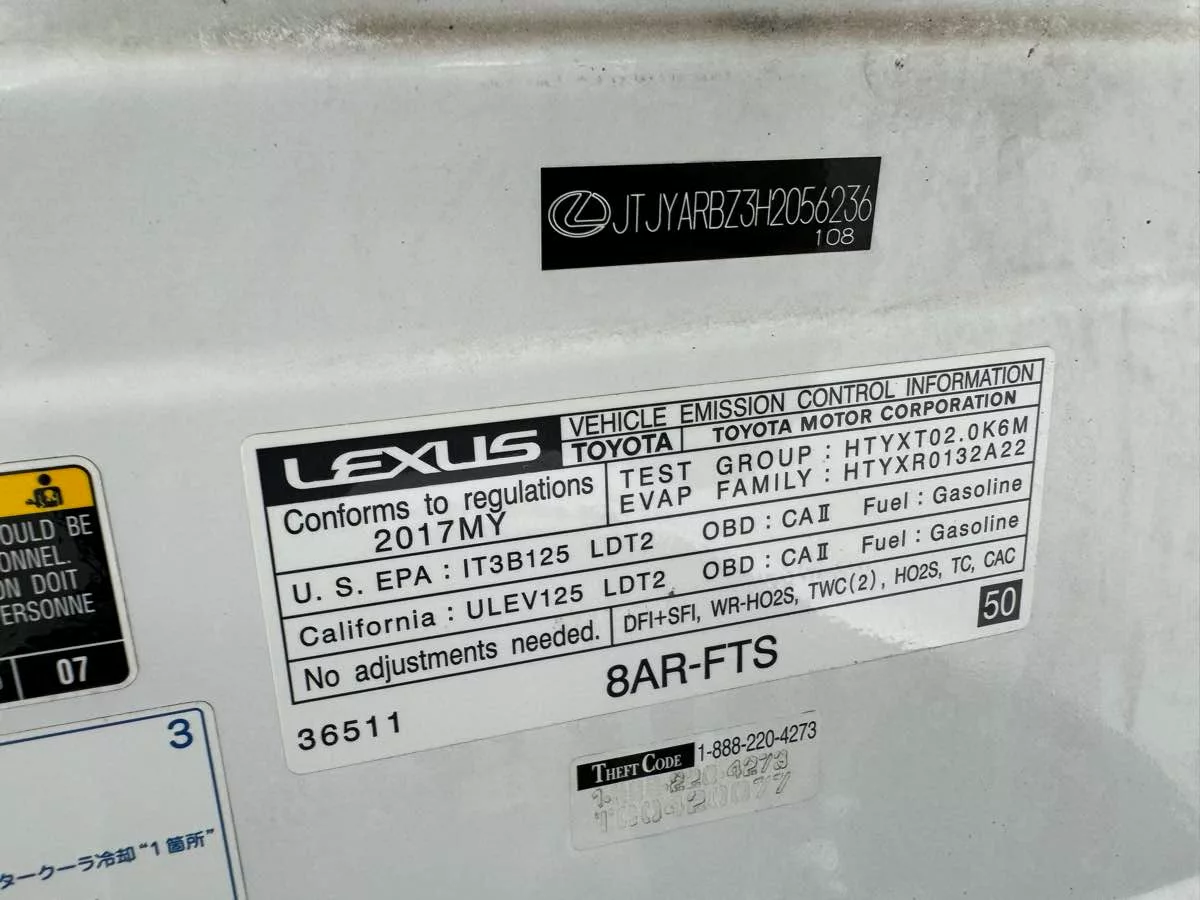 JTJYARBZ3H2056236
108
LEXUS
VEHICLE EMISSION CONTROL INFORMATION
TOYOTA
TOYOTA MOTOR CORPORATION
Conforms to regulations
2017MY
TEST GROUP : HTYXT02.0K6M
EVAP FAMILY : HTYXR0132A22
U. S. EPA : IT3B125 LDT2 OBD : CAⅡ Fuel : Gasoline
California : ULEV125 LDT2 OBD : CAⅡ Fuel : Gasoline
No adjustments needed.
DFI+SFI, WR-HO2S, TWC(2), HO2S, TC, CAC
50
8AR-FTS
36511
OULD BE
ONNEL.
ON DOIT
PERSONNE
07
3
タークーラ冷却“1箇所”
THEFT CODE 1-888-220-4273
220 4273